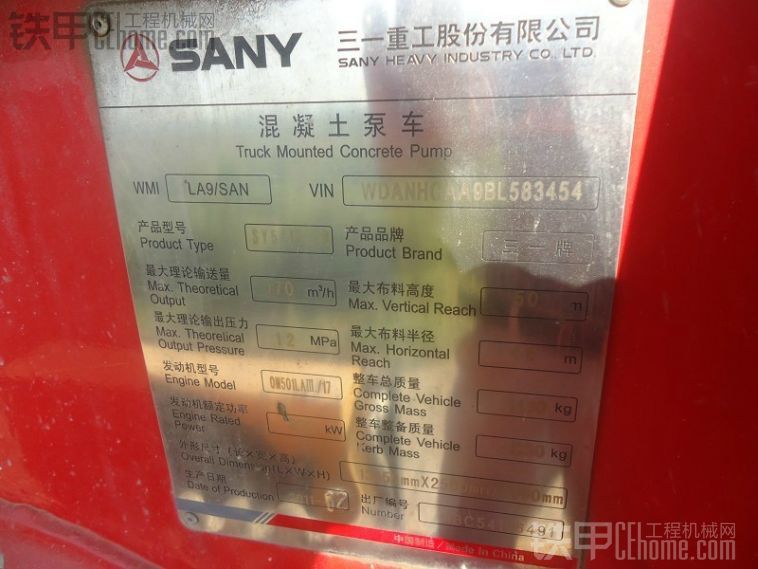 铁甲 工程机械网
CEhome.com
SANY 三一重工股份有限公司
SANY HEAVY INDUSTRY CO., LTD.
混凝土泵车
Truck Mounted Concrete Pump
WMI LA9/SAN VIN WDANHCAA9BL583454
产品型号 产品品牌 三一牌
Product Type Product Brand
最大理论输送量 最大布料高度
Max. Theoretical Output m³/h Max. Vertical Reach 50 m
最大理论输出压力 最大布料半径
Max. Theorelical Output Pressure 12 MPa Max. Horizontal Reach m
发动机型号 整车总质量
Engine Model OM501LAIII/17 Complete Vehicle Gross Mass kg
发动机额定功率 整车整备质量
Engine Rated Power kW Complete Vehicle Kerb Mass kg
外形尺寸(长×宽×高)
Overall Dimension(L×W×H)
生产日期 出厂编号
Date of Production Number
中国制造/Made In China
铁甲 工程机械网
CEhome.com